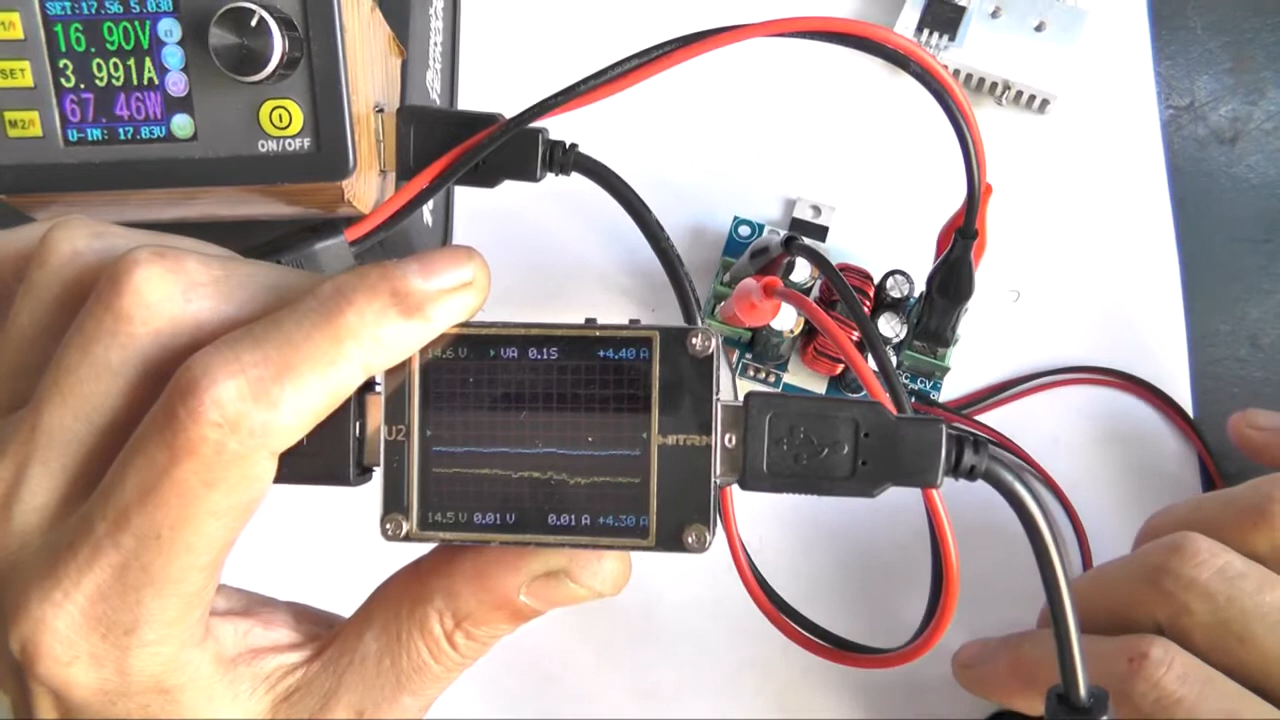 SET:17.56 5.030
16.90V
3.991A
67.46W
U-IN: 17.83V
SET
M2/
ON/OFF
14.6 V
VA 0.1S
+4.40 A
U2
14.5 V 0.01 V
0.01 A +4.30 A
CC CV